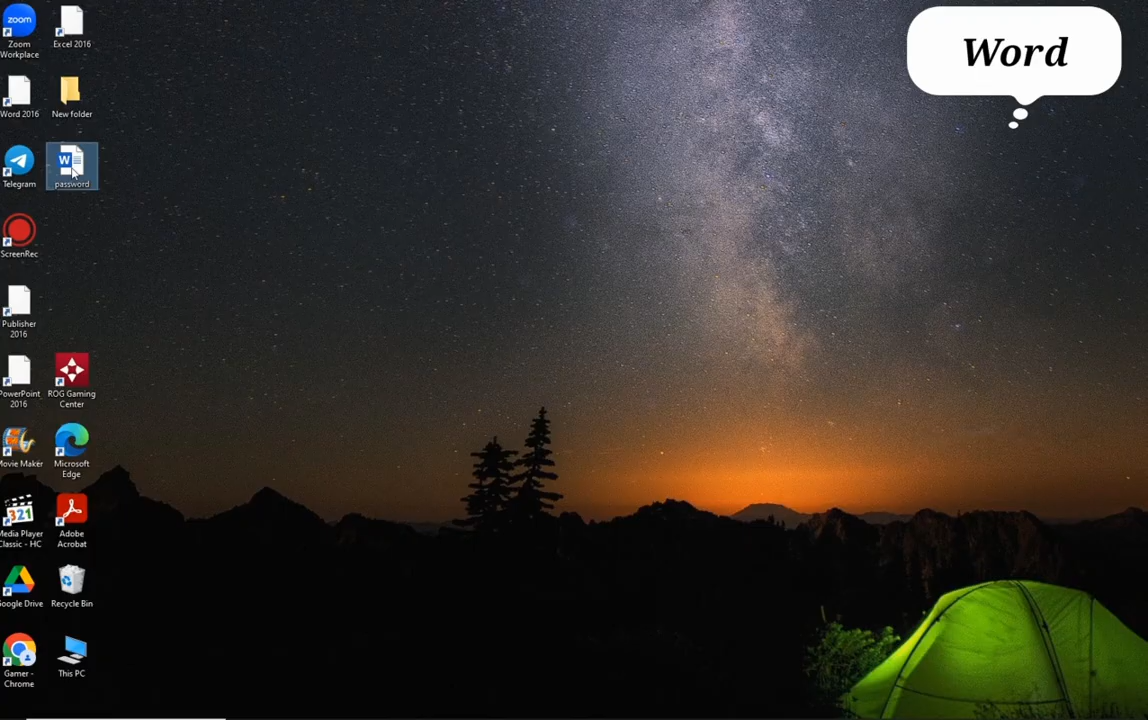 zoom
Zoom
Workplace
Excel 2016
Word 2016
New folder
Telegram
W
password
ScreenRec
Publisher
2016
PowerPoint
2016
ROG Gaming
Center
Movie Maker
Microsoft
Edge
321
Media Player
Classic - HC
Adobe
Acrobat
Google Drive
Recycle Bin
Gamer -
Chrome
This PC
Word